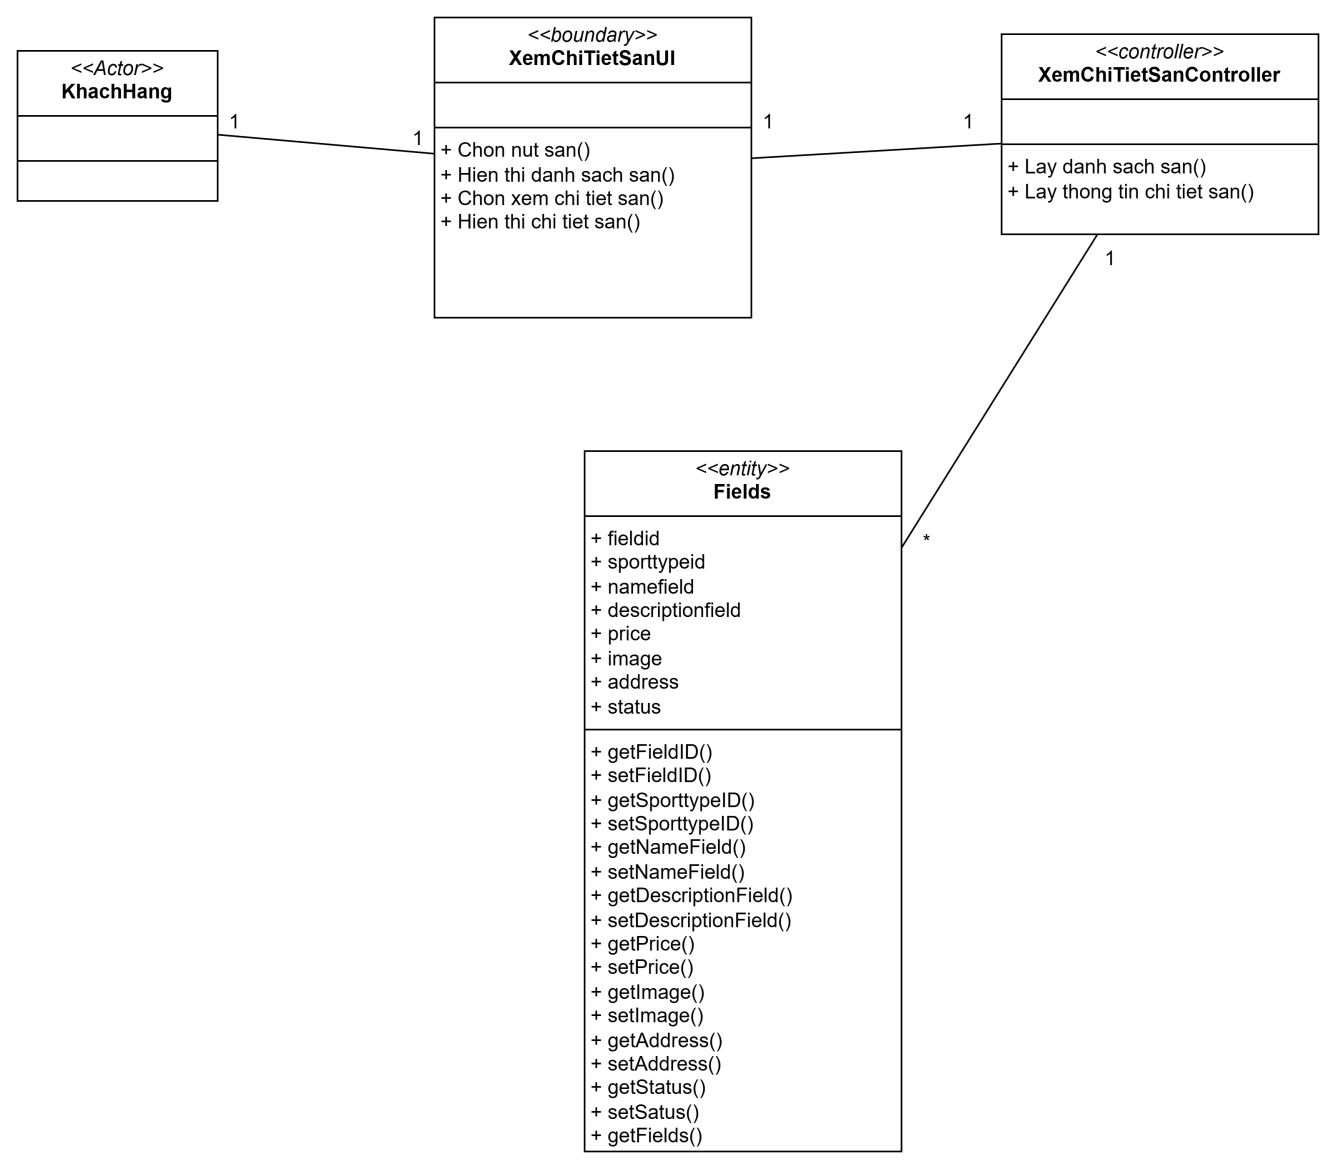 <<Actor>>
KhachHang
1
1
<<boundary>>
XemChiTietSanUI
+ Chon nut san()
+ Hien thi danh sach san()
+ Chon xem chi tiet san()
+ Hien thi chi tiet san()
1
1
<<controller>>
XemChiTietSanController
+ Lay danh sach san()
+ Lay thong tin chi tiet san()
1
*
<<entity>>
Fields
+ fieldid
+ sporttypeid
+ namefield
+ descriptionfield
+ price
+ image
+ address
+ status
+ getFieldID()
+ setFieldID()
+ getSporttypeID()
+ setSporttypeID()
+ getNameField()
+ setNameField()
+ getDescriptionField()
+ setDescriptionField()
+ getPrice()
+ setPrice()
+ getImage()
+ setImage()
+ getAddress()
+ setAddress()
+ getStatus()
+ setSatus()
+ getFields()